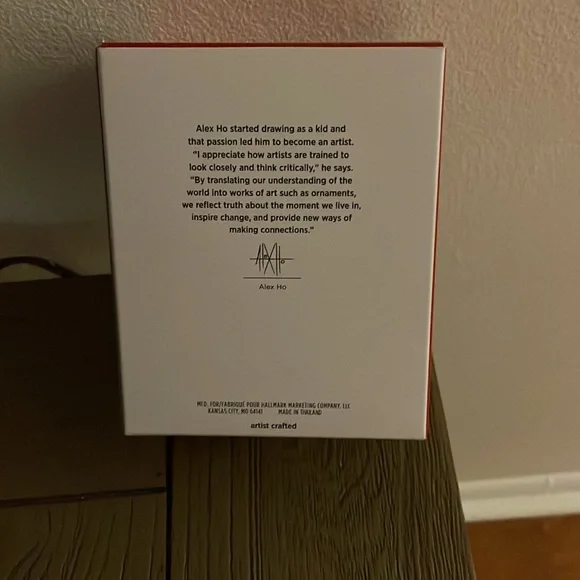 Alex Ho started drawing as a kid and
that passion led him to become an artist.
“I appreciate how artists are trained to
look closely and think critically,” he says.
“By translating our understanding of the
world into works of art such as ornaments,
we reflect truth about the moment we live in,
inspire change, and provide new ways of
making connections.”
Alex Ho
Alex Ho
MFD. FOR/FABRIQUÉ POUR HALLMARK MARKETING COMPANY, LLC
KANSAS CITY, MO 64141 MADE IN THAILAND
artist crafted